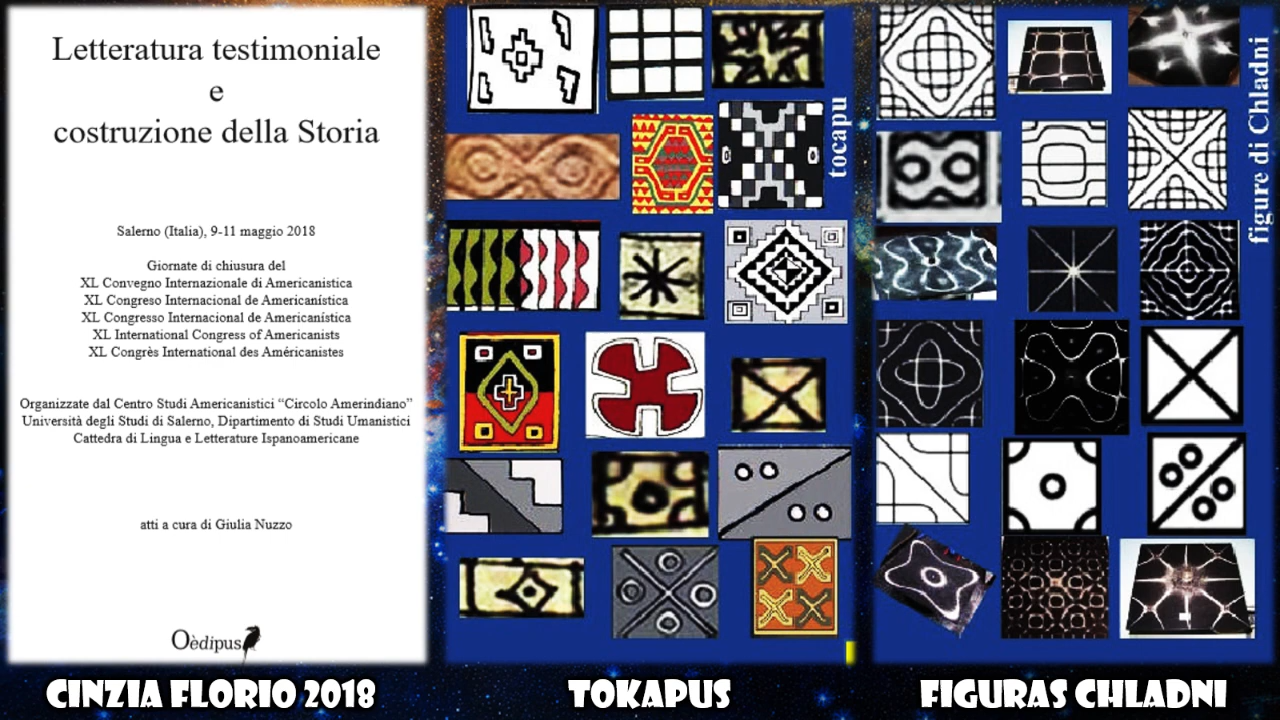 Letteratura testimoniale
e
costruzione della Storia
Salerno (Italia), 9-11 maggio 2018
Giornate di chiusura del
XL Convegno Internazionale di Americanistica
XL Congreso Internacional de Americanística
XL Congresso Internacional de Americanística
XL International Congress of Americanists
XL Congrès International des Américanistes
Organizzate dal Centro Studi Americanistici “Circolo Amerindiano”
Università degli Studi di Salerno, Dipartimento di Studi Umanistici
Cattedra di Lingua e Letterature Ispanoamericane
atti a cura di Giulia Nuzzo
Oèdipus
CINZIA FLORIO 2018
tocapu
TOKAPUS
figure di Chladni
FIGURAS CHLADNI